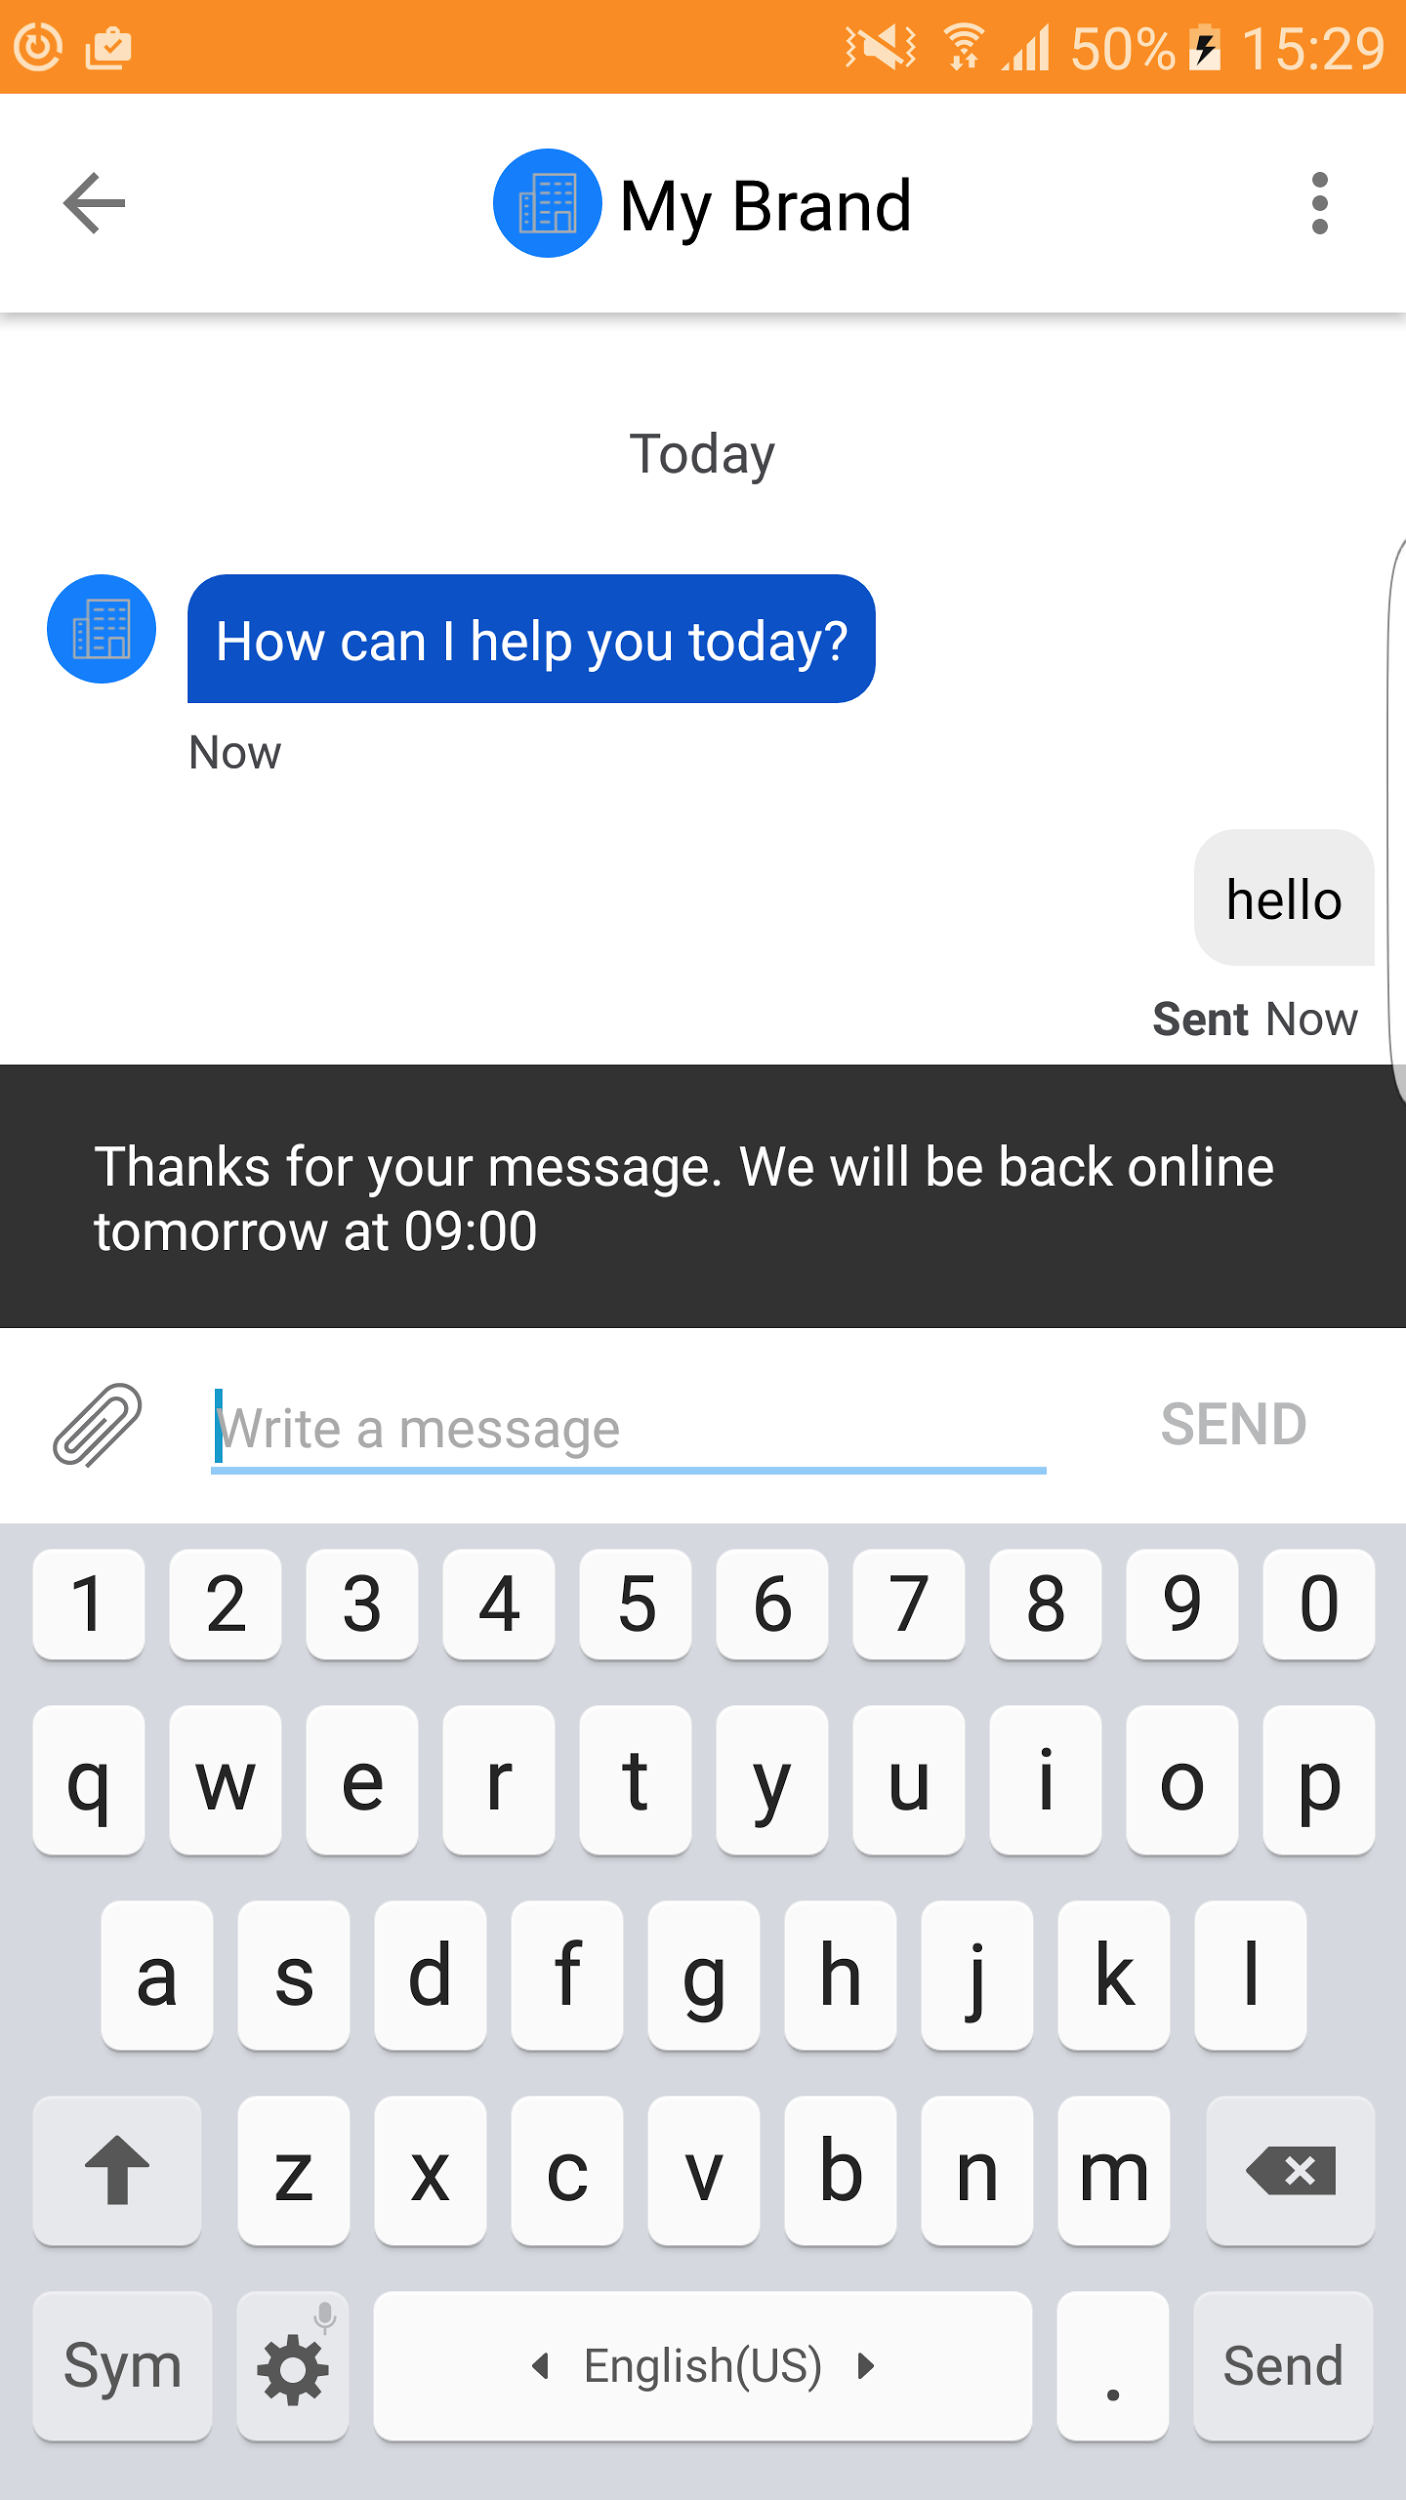 50% 15:29
My Brand
Today
How can I help you today?
Now
hello
Sent Now
Thanks for your message. We will be back online
tomorrow at 09:00
Write a message SEND
1 2 3 4 5 6 7 8 9 0
q w e r t y u i o p
a s d f g h j k l
z x c v b n m
Sym English(US) . Send